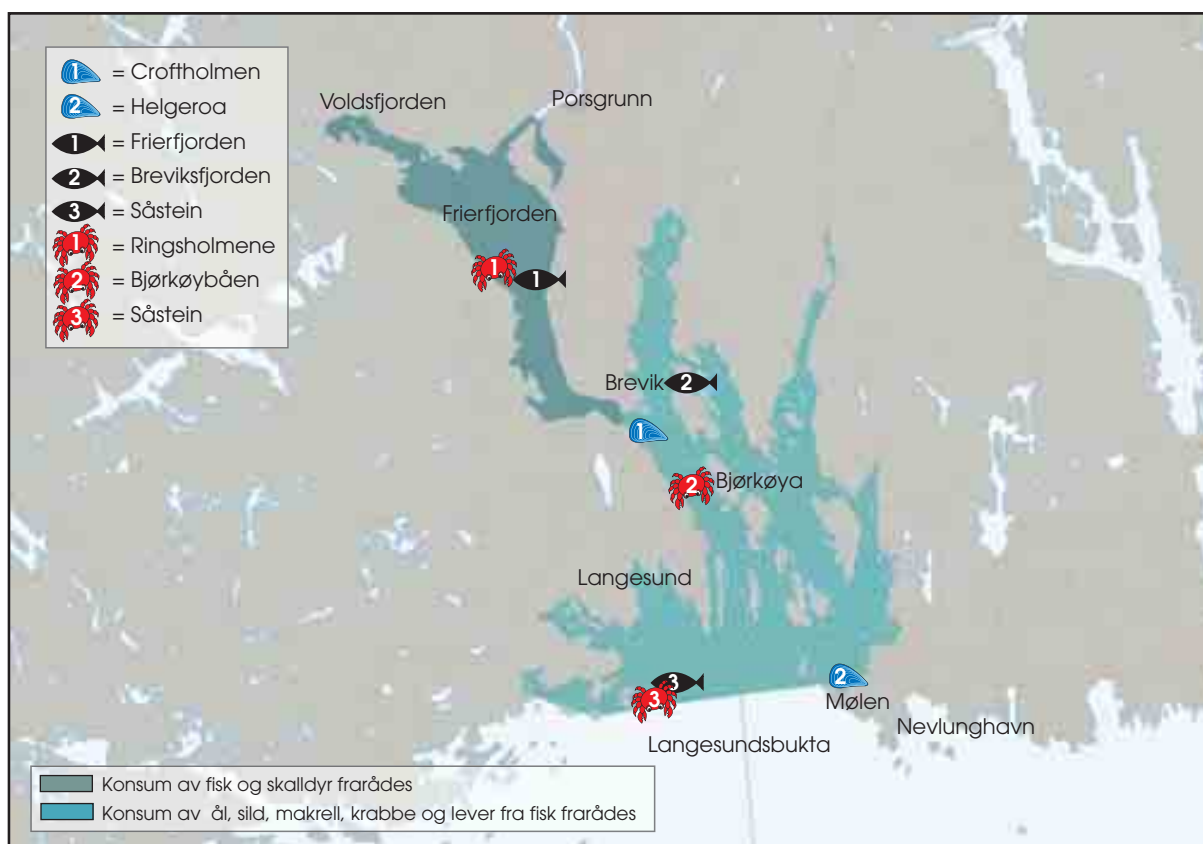 1 = Croftholmen
2 = Helgeroa
1 = Frierfjorden
2 = Breviksfjorden
3 = Såstein
1 = Ringsholmene
2 = Bjørkøybåen
3 = Såstein
Voldsfjorden
Porsgrunn
Frierfjorden
1
1
Brevik
2
1
2
Bjørkøya
Langesund
3
3
2
Mølen
Nevlunghavn
Langesundsbukta
Konsum av fisk og skalldyr frarådes
Konsum av ål, sild, makrell, krabbe og lever fra fisk frarådes